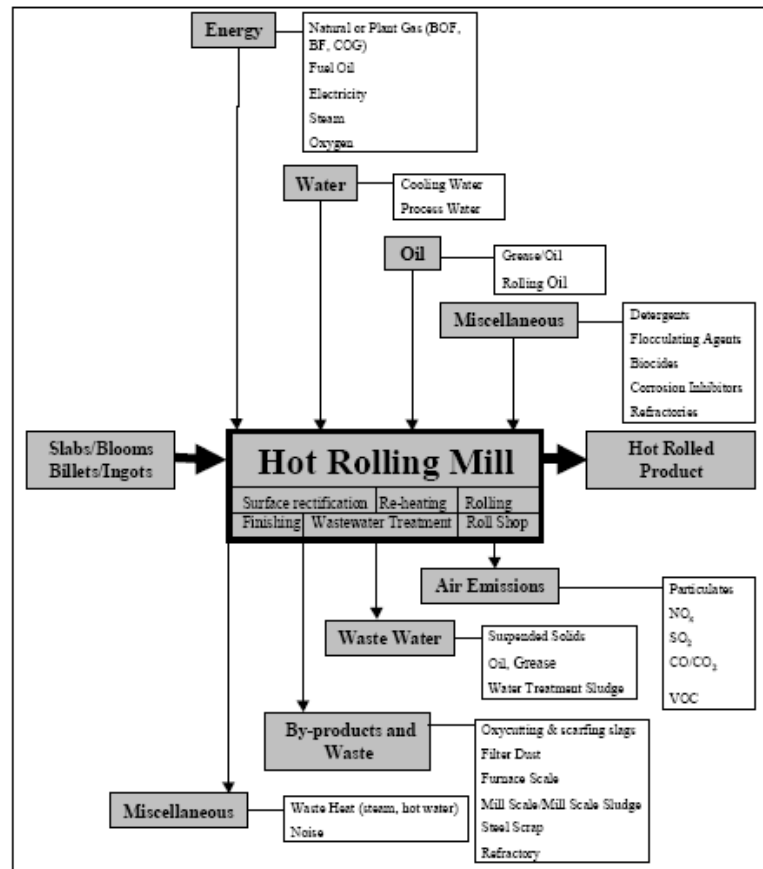 Energy
Natural or Plant Gas (BOF,
BF, COG)
Fuel Oil
Electricity
Steam
Oxygen
Water
Cooling Water
Process Water
Oil
Grease/Oil
Rolling Oil
Miscellaneous
Detergents
Flocculating Agents
Biocides
Corrosion Inhibitors
Refractories
Slabs/Blooms
Billets/Ingots
Hot Rolling Mill
Surface rectification Re-heating Rolling
Finishing Wastewater Treatment Roll Shop
Hot Rolled
Product
Air Emissions
Particulates
NOx
SO2
CO/CO2
VOC
Waste Water
Suspended Solids
Oil, Grease
Water Treatment Sludge
By-products and
Waste
Oxycutting & scarfing slags
Filter Dust
Furnace Scale
Mill Scale/Mill Scale Sludge
Steel Scrap
Refractory
Miscellaneous
Waste Heat (steam, hot water)
Noise